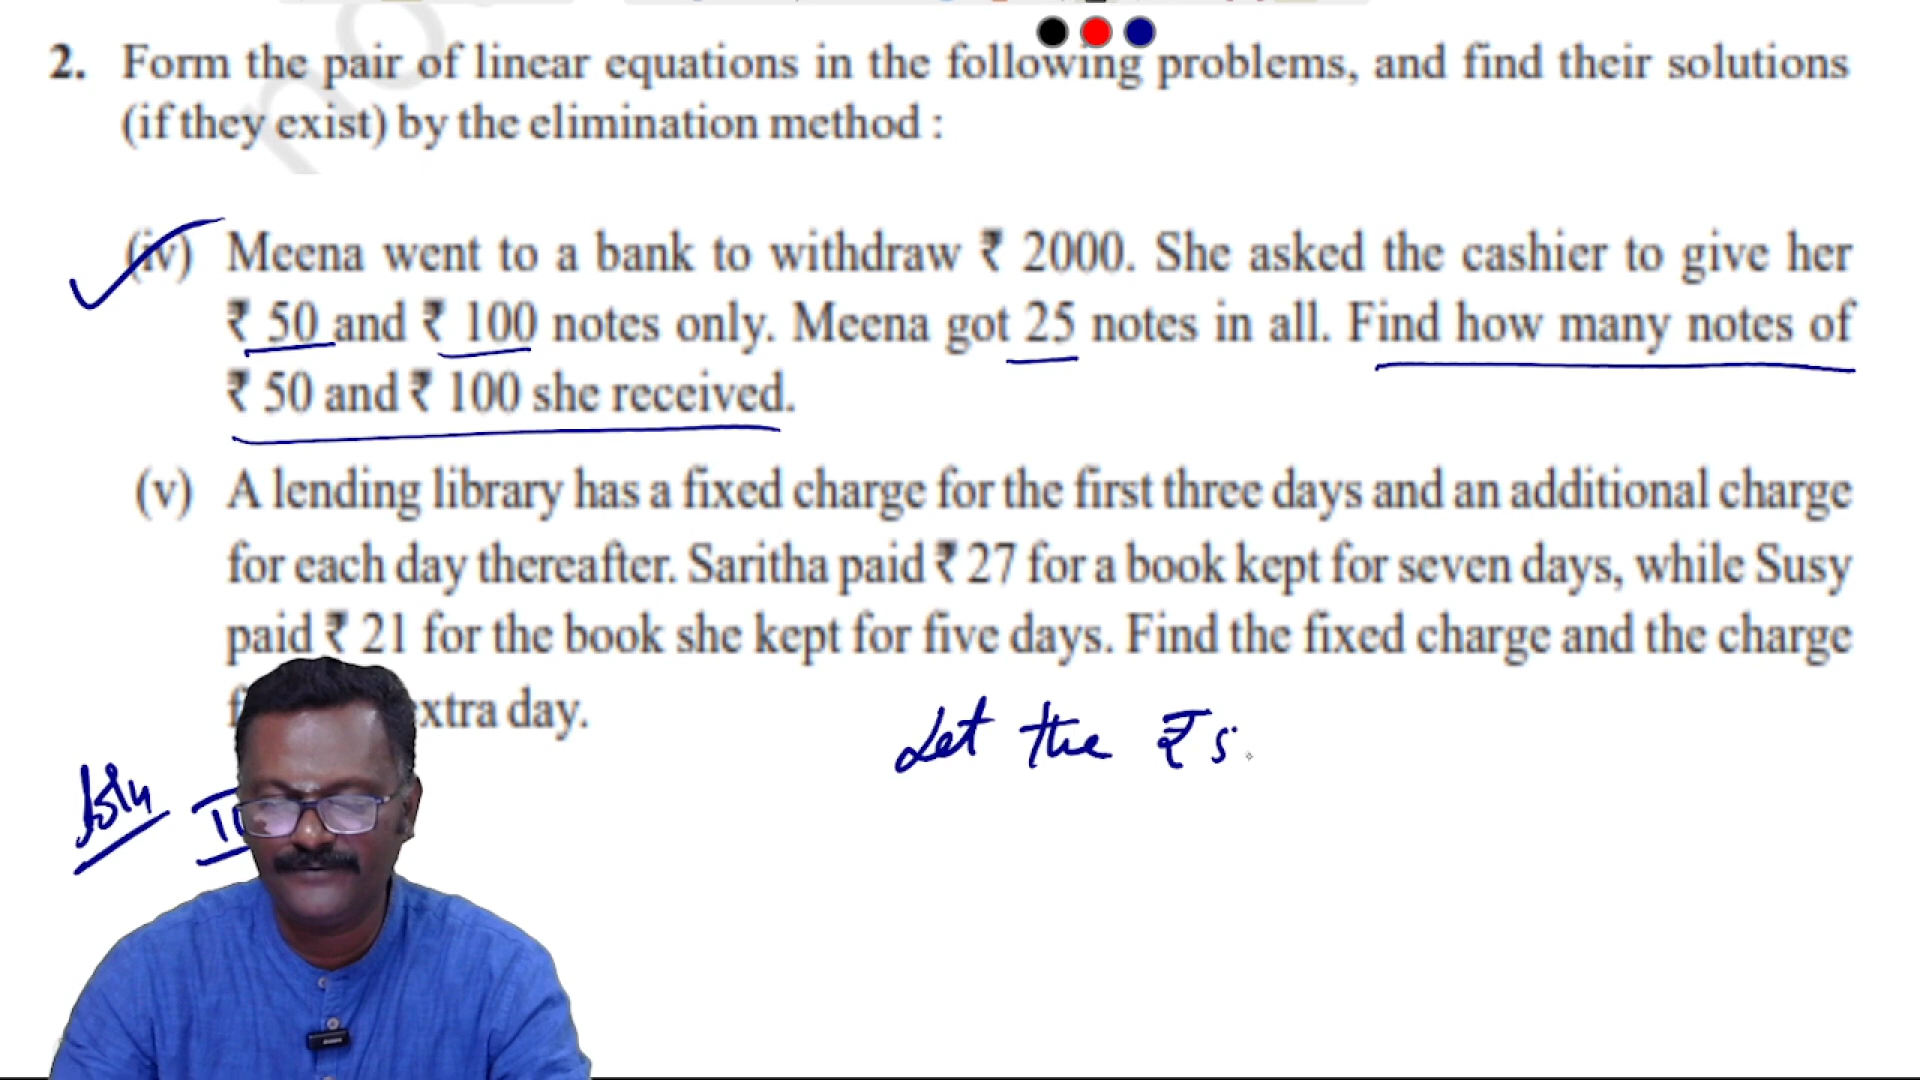 2. Form the pair of linear equations in the following problems, and find their solutions
(if they exist) by the elimination method :
(iv) Meena went to a bank to withdraw ₹ 2000. She asked the cashier to give her
₹ 50 and ₹ 100 notes only. Meena got 25 notes in all. Find how many notes of
₹ 50 and ₹ 100 she received.
(v) A lending library has a fixed charge for the first three days and an additional charge
for each day thereafter. Saritha paid ₹ 27 for a book kept for seven days, while Susy
paid ₹ 21 for the book she kept for five days. Find the fixed charge and the charge
xtra day.
Let the ₹ 5
Soln